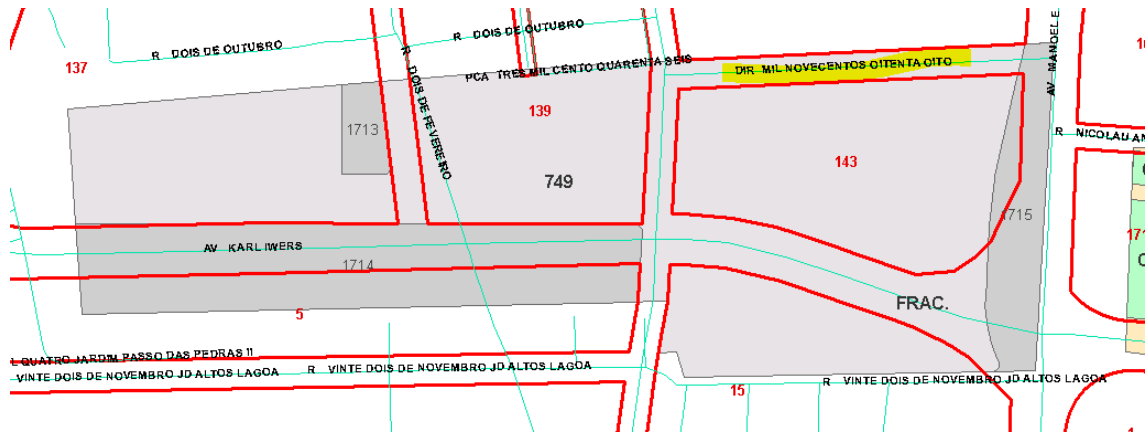 R DOIS DE OUTUBRO
R DOIS DE OUTUBRO
137
PCA TRES MIL CENTO QUARENTA SEIS
DIR MIL NOVECENTOS OITENTA OITO
AV MANOEL E
R DOIS DE FEVEREIRO
139
1713
R NICOLAU AN
143
749
1715
171
AV KARL IWERS
1714
FRAC.
5
L QUATRO JARDIM PASSO DAS PEDRAS II
VINTE DOIS DE NOVEMBRO JD ALTOS LAGOA
R VINTE DOIS DE NOVEMBRO JD ALTOS LAGOA
R VINTE DOIS DE NOVEMBRO JD ALTOS LAGOA
15